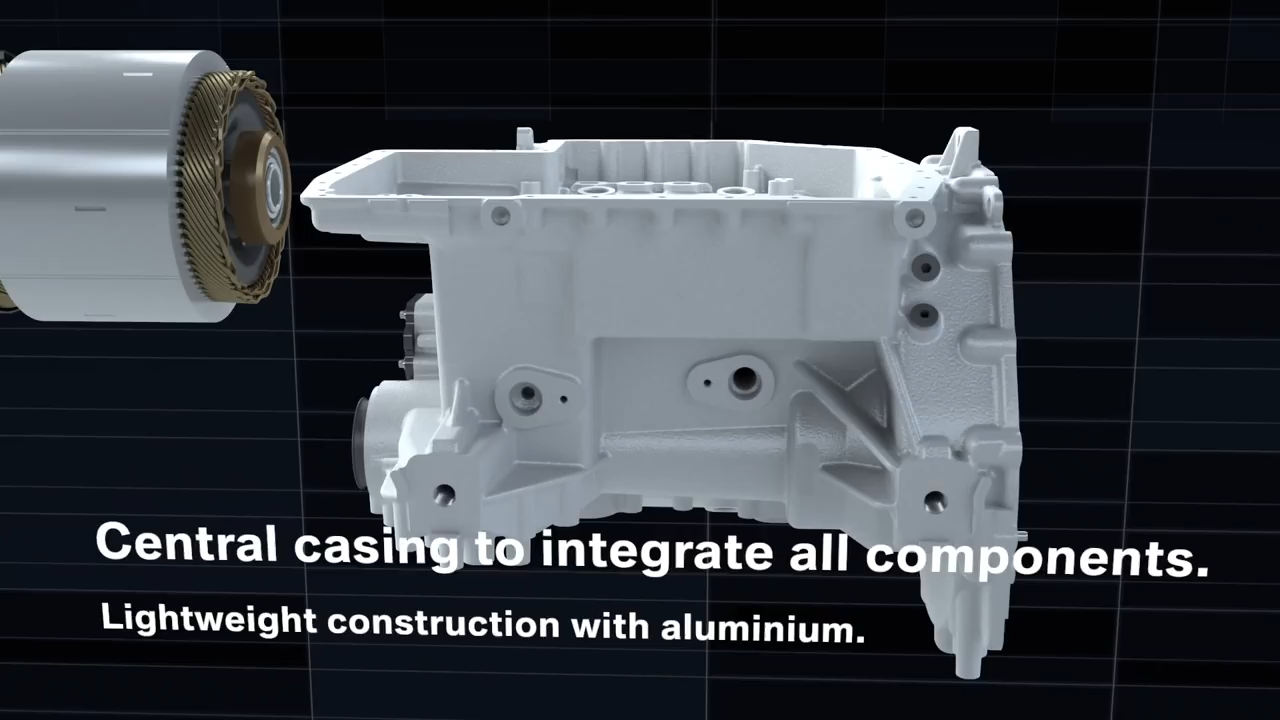 Central casing to integrate all components.
Lightweight construction with aluminium.